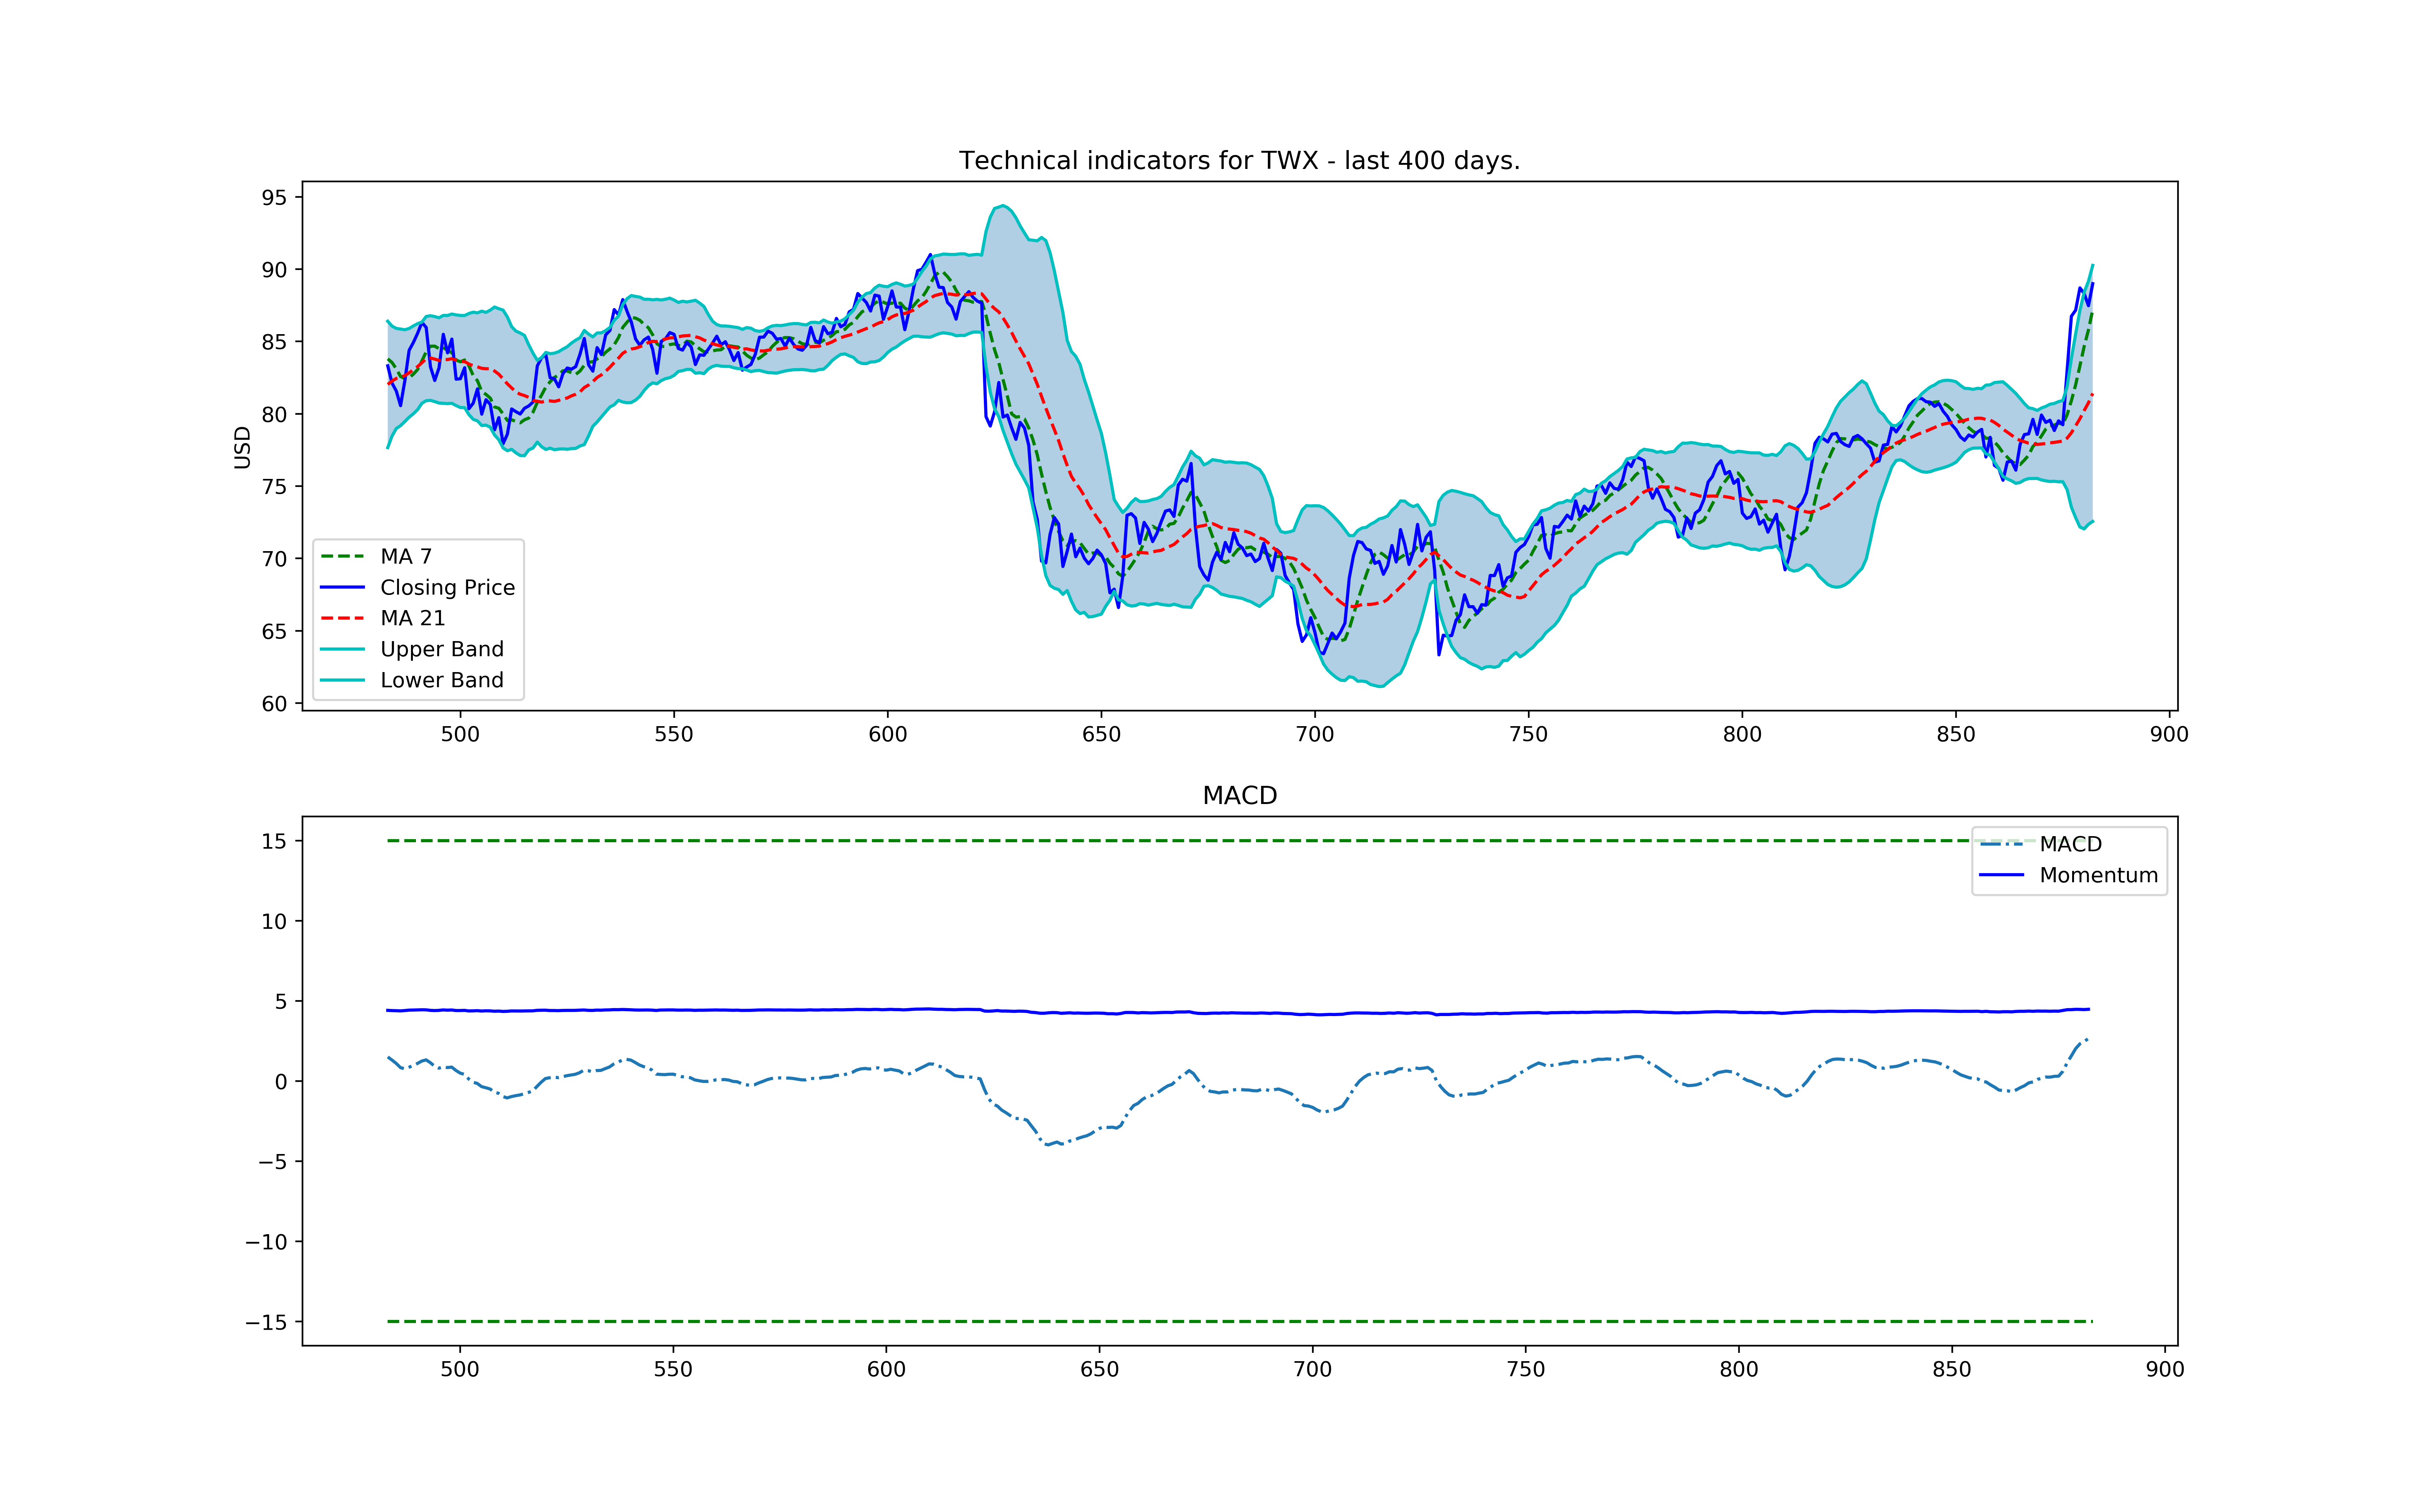 Technical indicators for TWX - last 400 days.
95
90
85
80
75
70
65
60
USD
MA 7
Closing Price
MA 21
Upper Band
Lower Band
500 550 600 650 700 750 800 850 900
MACD
15
10
5
0
−5
−10
−15
MACD
Momentum
500 550 600 650 700 750 800 850 900